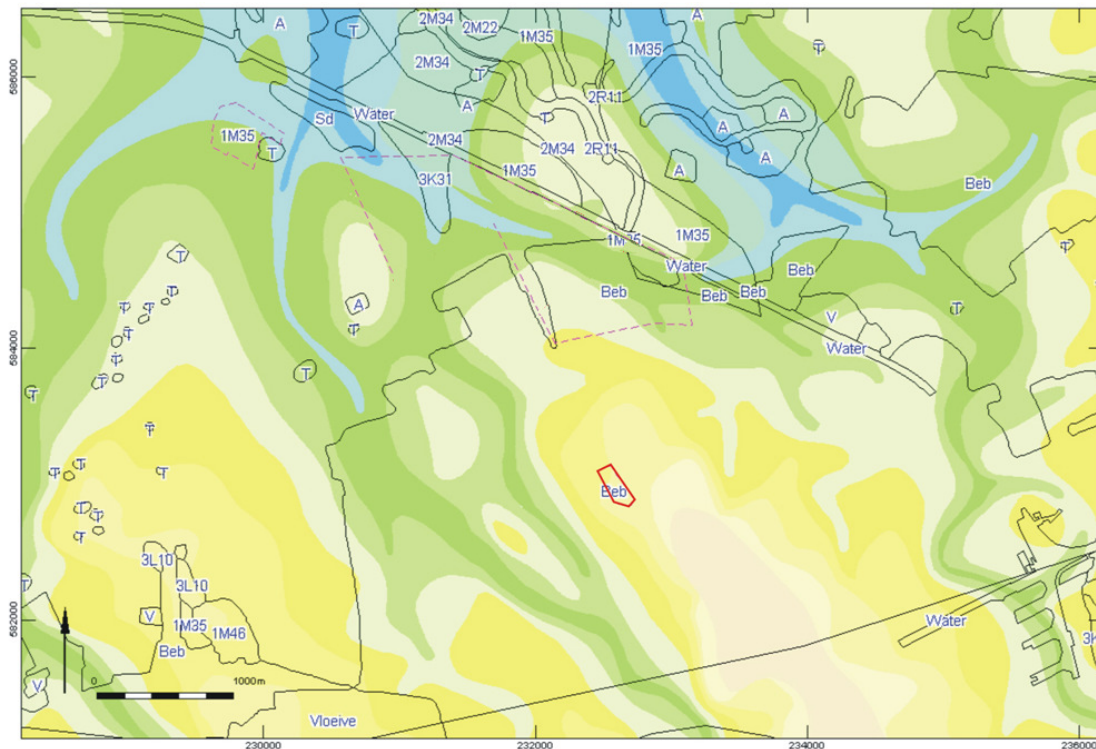 A
T
2M34
2M22
1M35
A
1M35
T
2M34
T
586000
A
2R11
A
Sd
Water
T
A
1M35
2M34
2M34
2R11
A
T
1M35
A
3K31
Beb
1M35
1M35
T
Water
Beb
T
T
Beb
Beb
Beb
T
T
A
T
T
V
T
584000
Water
T
T
T
T
T
T
T
T
Beb
T
T
T
3L10
T
3L10
V
1M35
1M46
582000
Water
3K
Beb
V
0
1000m
Vloeive
230000
232000
234000
236000